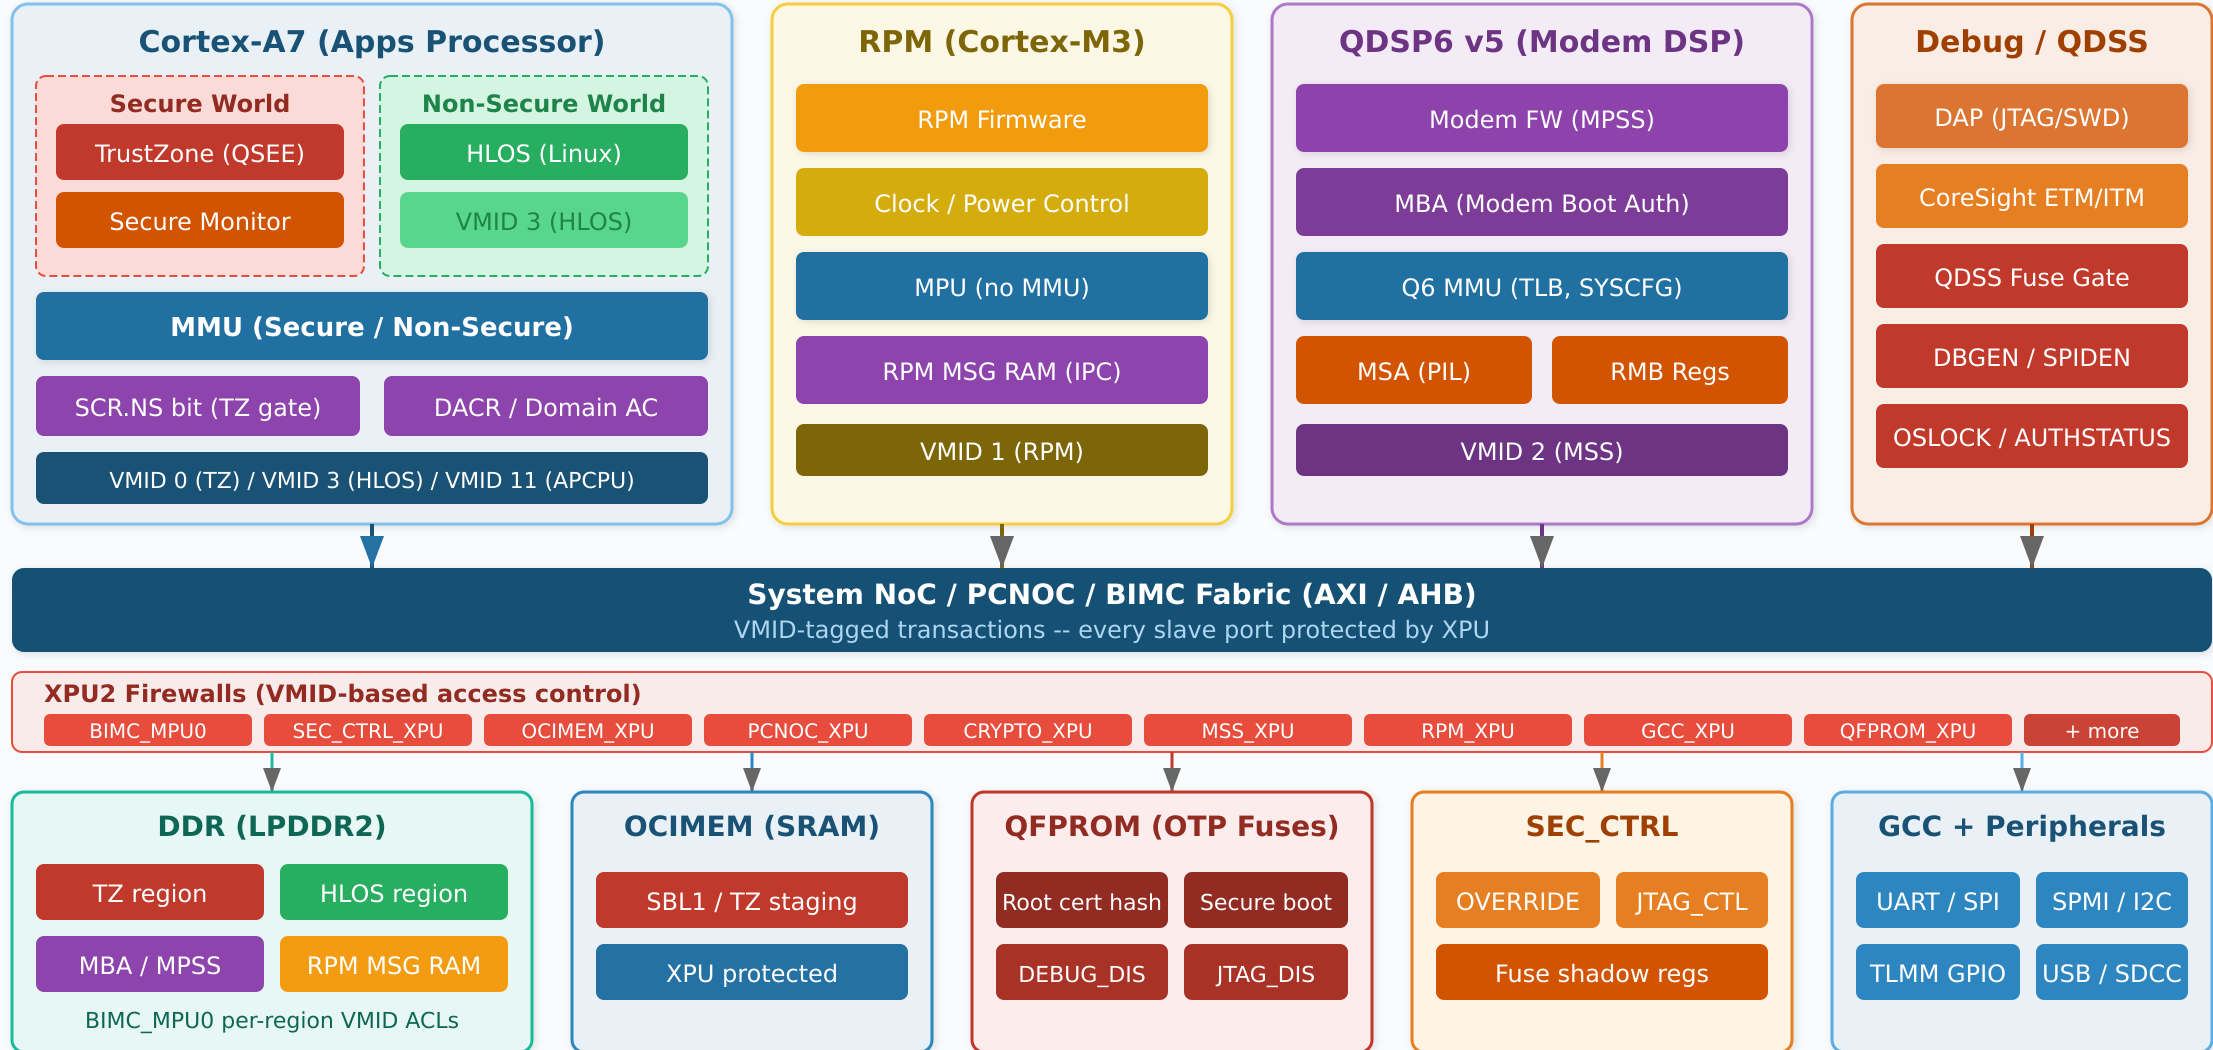 Cortex-A7 (Apps Processor)
Secure World
TrustZone (QSEE)
Secure Monitor
Non-Secure World
HLOS (Linux)
VMID 3 (HLOS)
MMU (Secure / Non-Secure)
SCR.NS bit (TZ gate)
DACR / Domain AC
VMID 0 (TZ) / VMID 3 (HLOS) / VMID 11 (APCPU)
RPM (Cortex-M3)
RPM Firmware
Clock / Power Control
MPU (no MMU)
RPM MSG RAM (IPC)
VMID 1 (RPM)
QDSP6 v5 (Modem DSP)
Modem FW (MPSS)
MBA (Modem Boot Auth)
Q6 MMU (TLB, SYSCFG)
MSA (PIL)
RMB Regs
VMID 2 (MSS)
Debug / QDSS
DAP (JTAG/SWD)
CoreSight ETM/ITM
QDSS Fuse Gate
DBGEN / SPIDEN
OSLOCK / AUTHSTATUS
System NoC / PCNOC / BIMC Fabric (AXI / AHB)
VMID-tagged transactions -- every slave port protected by XPU
XPU2 Firewalls (VMID-based access control)
BIMC_MPU0
SEC_CTRL_XPU
OCIMEM_XPU
PCNOC_XPU
CRYPTO_XPU
MSS_XPU
RPM_XPU
GCC_XPU
QFPROM_XPU
+ more
DDR (LPDDR2)
TZ region
HLOS region
MBA / MPSS
RPM MSG RAM
BIMC_MPU0 per-region VMID ACLs
OCIMEM (SRAM)
SBL1 / TZ staging
XPU protected
QFPROM (OTP Fuses)
Root cert hash
Secure boot
DEBUG_DIS
JTAG_DIS
SEC_CTRL
OVERRIDE
JTAG_CTL
Fuse shadow regs
GCC + Peripherals
UART / SPI
SPMI / I2C
TLMM GPIO
USB / SDCC